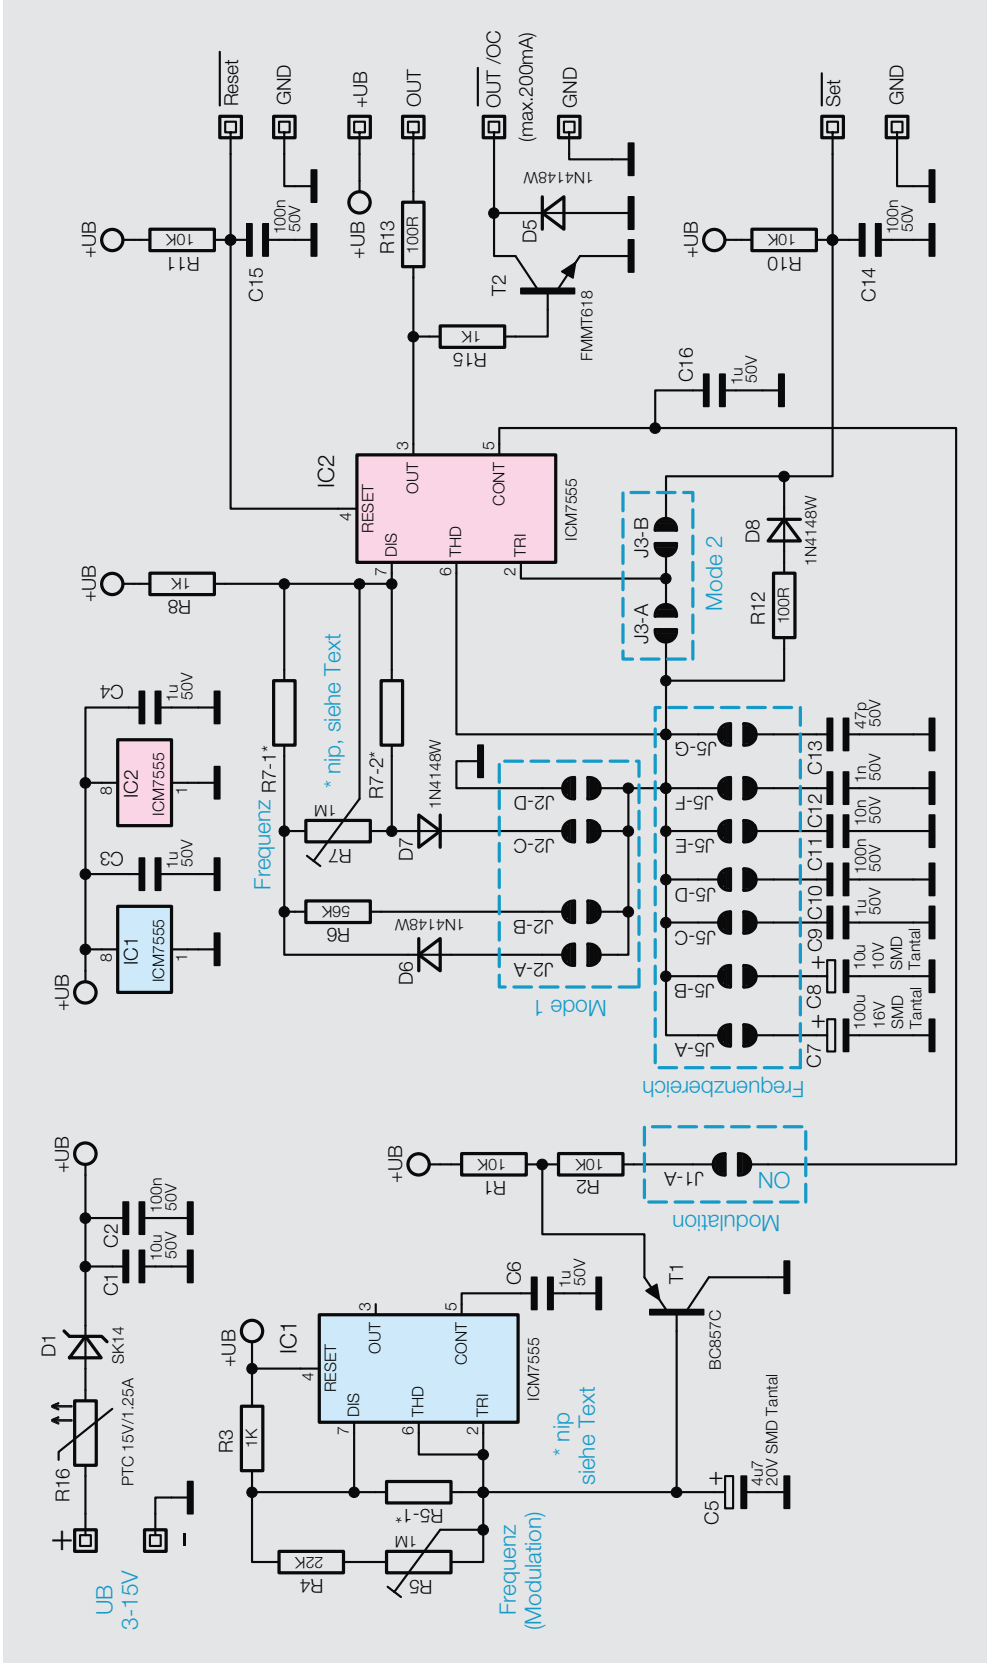 UB
3-15V
+
-
R16
PTC 15V/1.25A
D1
SK14
C1
10u
50V
C2
100n
50V
+UB
+UB
8
IC1
ICM7555
1
C3
1u
50V
8
IC2
ICM7555
1
C4
1u
50V
+UB
R3
1K
R4
22K
R5
1M
R5-1*
Frequenz
(Modulation)
* nip
siehe Text
IC1
4
RESET
7
DIS
6
THD
2
TRI
3
OUT
5
CONT
ICM7555
C6
1u
50V
C5
+
4u7
20V SMD Tantal
T1
BC857C
+UB
R1
10K
R2
10K
J1-A
ON
Modulation
+UB
R8
1K
Frequenz
R7-1*
R7
1M
R7-2*
* nip, siehe Text
R6
56K
D6
1N4148W
D7
1N4148W
J2-A
J2-B
J2-C
J2-D
Mode 1
J5-A
J5-B
J5-C
J5-D
J5-E
J5-F
J5-G
Frequenzbereich
C7
+
100u
16V
SMD
Tantal
C8
+
10u
10V
SMD
Tantal
C9
1u
50V
C10
100n
50V
C11
10n
50V
C12
1n
50V
C13
47p
50V
IC2
4
RESET
7
DIS
6
THD
2
TRI
3
OUT
5
CONT
ICM7555
J3-A
J3-B
Mode 2
R12
100R
D8
1N4148W
C16
1u
50V
+UB
R11
10K
C15
100n
50V
Reset
GND
+UB
+UB
R13
100R
OUT
R15
1K
T2
FMMT618
D5
1N4148W
OUT /OC
(max.200mA)
GND
+UB
R10
10K
C14
100n
50V
Set
GND